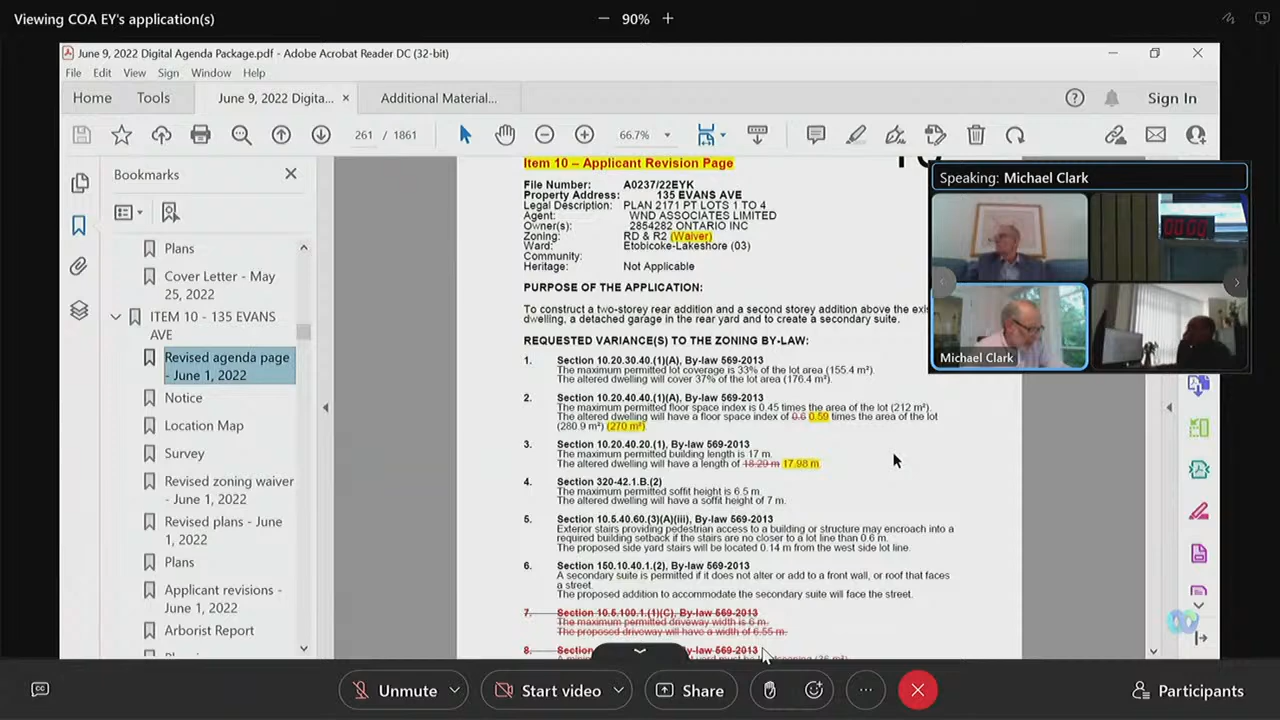 Viewing COA EY's application(s)
90%
June 9, 2022 Digital Agenda Package.pdf - Adobe Acrobat Reader DC (32-bit)
File Edit View Sign Window Help
Home Tools June 9, 2022 Digita... × Additional Material... Sign In
261 / 1861 66.7%
Bookmarks
Plans
Cover Letter - May
25, 2022
ITEM 10 - 135 EVANS
AVE
Revised agenda page
- June 1, 2022
Notice
Location Map
Survey
Revised zoning waiver
- June 1, 2022
Revised plans - June
1, 2022
Plans
Applicant revisions -
June 1, 2022
Arborist Report
Item 10 – Applicant Revision Page
File Number: A0237/22EYK
Property Address: 135 EVANS AVE
Legal Description: PLAN 2171 PT LOTS 1 TO 4
Agent: WND ASSOCIATES LIMITED
Owner(s): 2854282 ONTARIO INC
Zoning: RD & R2 (Waiver)
Ward: Etobicoke-Lakeshore (03)
Community:
Heritage: Not Applicable
PURPOSE OF THE APPLICATION:
To construct a two-storey rear addition and a second storey addition above the
dwelling, a detached garage in the rear yard and to create a secondary suite.
REQUESTED VARIANCE(S) TO THE ZONING BY-LAW:
1. Section 10.20.30.40.(1)(A), By-law 569-2013
The maximum permitted lot coverage is 33% of the lot area (155.4 m²).
The altered dwelling will cover 37% of the lot area (176.4 m²).
2. Section 10.20.40.40.(1)(A), By-law 569-2013
The maximum permitted floor space index is 0.45 times the area of the lot (212 m²).
The altered dwelling will have a floor space index of 0.6 0.59 times the area of the lot
(280.9 m²) (270 m²).
3. Section 10.20.40.20.(1), By-law 569-2013
The maximum permitted building length is 17 m.
The altered dwelling will have a length of 18.29 m 17.98 m.
4. Section 320-42.1.B.(2)
The maximum permitted soffit height is 6.5 m.
The altered dwelling will have a soffit height of 7 m.
5. Section 10.5.40.60.(3)(A)(iii), By-law 569-2013
Exterior stairs providing pedestrian access to a building or structure may encroach into a
required building setback if the stairs are no closer to a lot line than 0.6 m.
The proposed side yard stairs will be located 0.14 m from the west side lot line.
6. Section 150.10.40.1.(2), By-law 569-2013
A secondary suite is permitted if it does not alter or add to a front wall, or roof that faces
a street.
The proposed addition to accommodate the secondary suite will face the street.
7. Section 10.5.100.1.(1)(C), By-law 569-2013
The maximum permitted driveway width is 6 m.
The proposed driveway will have a width of 6.55 m.
8. Section By-law 569-2013
Speaking: Michael Clark
00:00
Michael Clark
Unmute Start video Share Participants